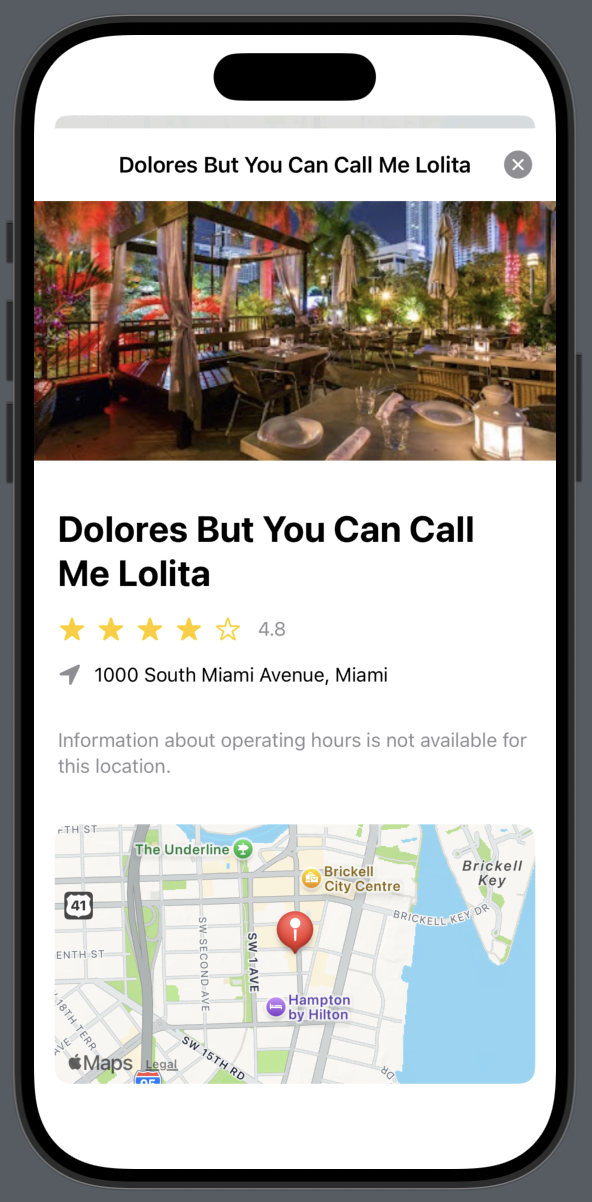 Dolores But You Can Call Me Lolita
Dolores But You Can Call
Me Lolita
4.8
1000 South Miami Avenue, Miami
Information about operating hours is not available for
this location.
TH ST
The Underline
Brickell
City Centre
Brickell
Key
41
BRICKELL KEY DR
ENTH ST
SW SECOND AVE
SW 1 AVE
Hampton
by Hilton
18TH TERR
AVE
SW 15TH RD
DR
Maps
Legal
95